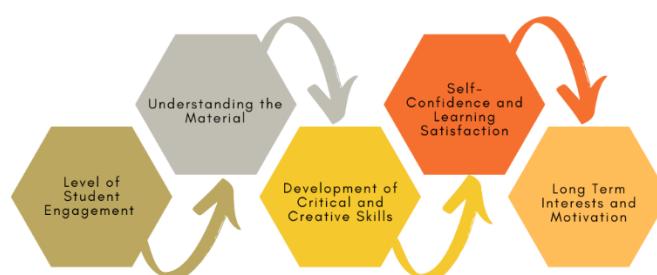 Level of
Student
Engagement
Understanding the
Material
Development of
Critical and
Creative Skills
Self-
Confidence and
Learning
Satisfaction
Long Term
Interests and
Motivation